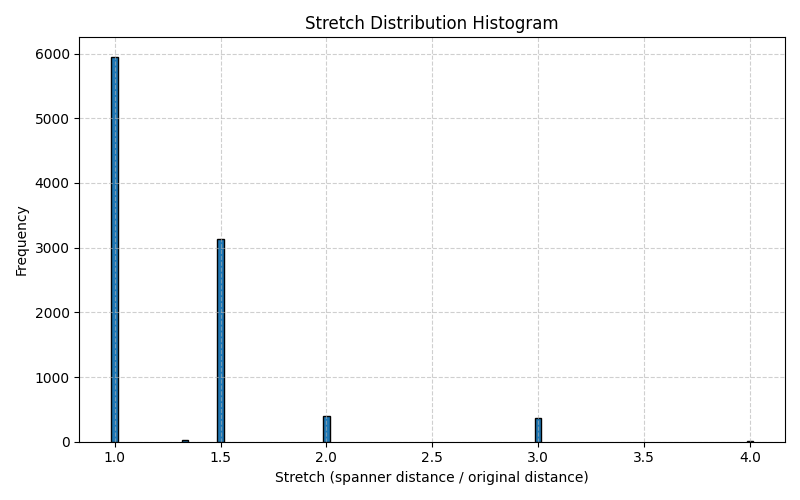 Stretch Distribution Histogram
6000
5000
4000
3000
2000
1000
0
Frequency
1.0 1.5 2.0 2.5 3.0 3.5 4.0
Stretch (spanner distance / original distance)